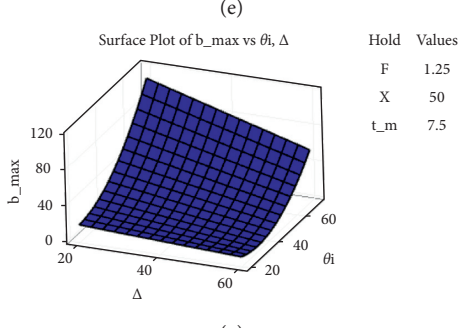 (e)
Surface Plot of b_max vs θi, Δ
Hold Values
F 1.25
X 50
t_m 7.5
120
80
40
0
b_max
20
40
60
Δ
20
40
60
θi